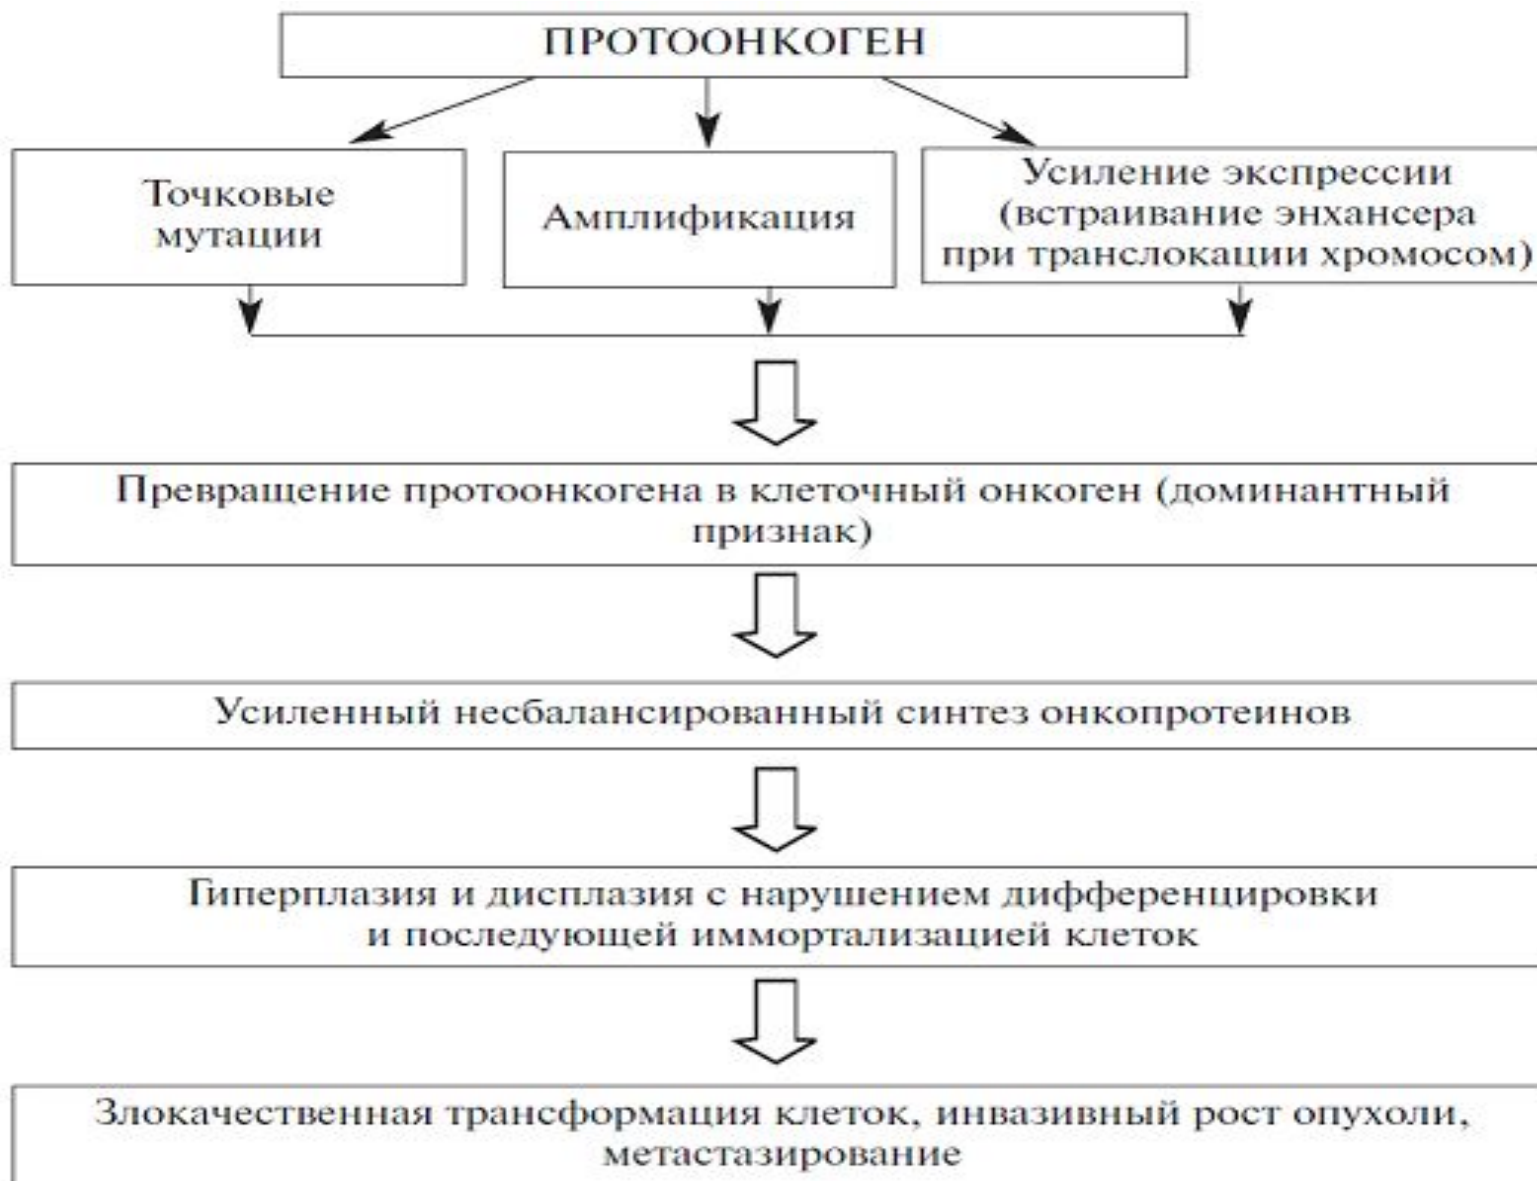 ПРОТООНКОГЕН
Точковые
мутации
Амплификация
Усиление экспрессии
(встраивание энхансера
при транслокации хромосом)
Превращение протоонкогена в клеточный онкоген (доминантный
признак)
Усиленный несбалансированный синтез онкопротеинов
Гиперплазия и дисплазия с нарушением дифференцировки
и последующей иммортализацией клеток
Злокачественная трансформация клеток, инвазивный рост опухоли,
метастазирование